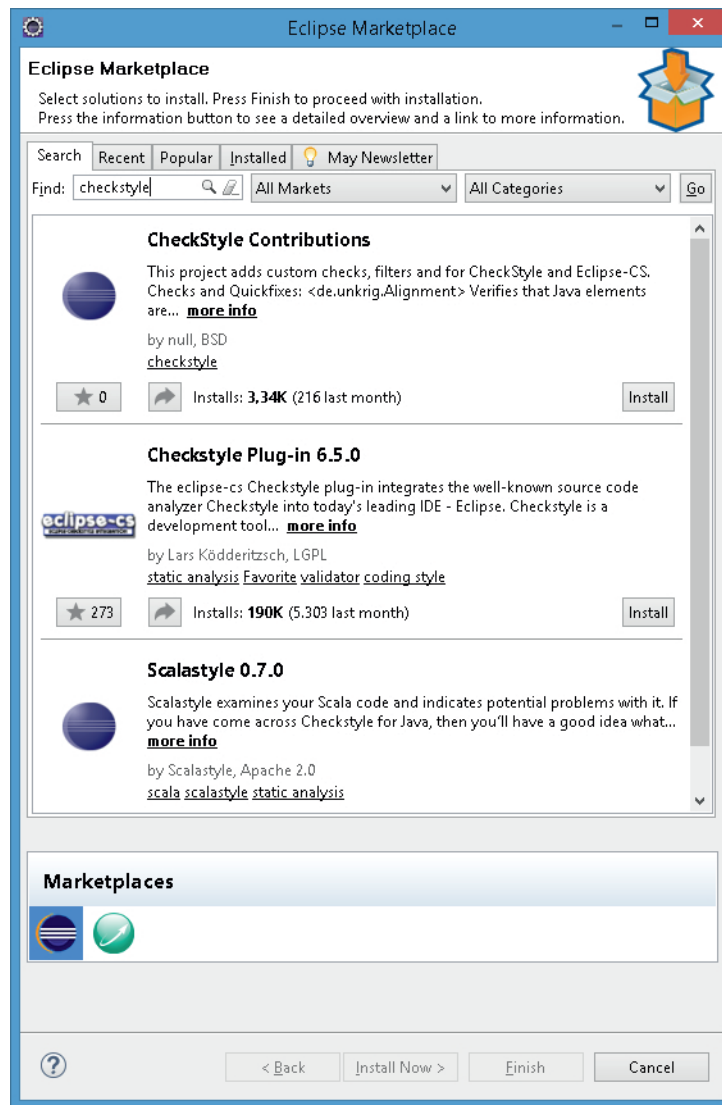 Eclipse Marketplace
Eclipse Marketplace
Select solutions to install. Press Finish to proceed with installation.
Press the information button to see a detailed overview and a link to more information.
Search Recent Popular Installed May Newsletter
Find: checkstyle All Markets All Categories Go
CheckStyle Contributions
This project adds custom checks, filters and for CheckStyle and Eclipse-CS.
Checks and Quickfixes: <de.unkrig.Alignment> Verifies that Java elements
are... more info
by null, BSD
checkstyle
0 Installs: 3,34K (216 last month) Install
Checkstyle Plug-in 6.5.0
The eclipse-cs Checkstyle plug-in integrates the well-known source code
analyzer Checkstyle into today's leading IDE - Eclipse. Checkstyle is a
development tool... more info
eclipse-cs
by Lars Ködderitzsch, LGPL
static analysis Favorite validator coding style
273 Installs: 190K (5.303 last month) Install
Scalastyle 0.7.0
Scalastyle examines your Scala code and indicates potential problems with it. If
you have come across Checkstyle for Java, then you'll have a good idea what...
more info
by Scalastyle, Apache 2.0
scala scalastyle static analysis
Marketplaces
? < Back Install Now > Finish Cancel